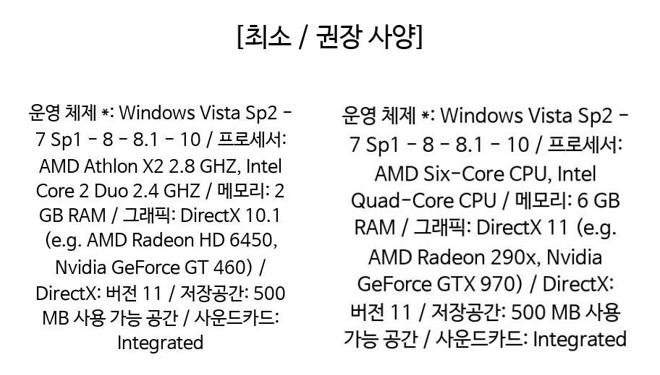 [최소 / 권장 사양]
운영 체제 *: Windows Vista Sp2 -
7 Sp1 - 8 - 8.1 - 10 / 프로세서:
AMD Athlon X2 2.8 GHZ, Intel
Core 2 Duo 2.4 GHZ / 메모리: 2
GB RAM / 그래픽: DirectX 10.1
(e.g. AMD Radeon HD 6450,
Nvidia GeForce GT 460) /
DirectX: 버전 11 / 저장공간: 500
MB 사용 가능 공간 / 사운드카드:
Integrated
운영 체제 *: Windows Vista Sp2 -
7 Sp1 - 8 - 8.1 - 10 / 프로세서:
AMD Six-Core CPU, Intel
Quad-Core CPU / 메모리: 6 GB
RAM / 그래픽: DirectX 11 (e.g.
AMD Radeon 290x, Nvidia
GeForce GTX 970) / DirectX:
버전 11 / 저장공간: 500 MB 사용
가능 공간 / 사운드카드: Integrated